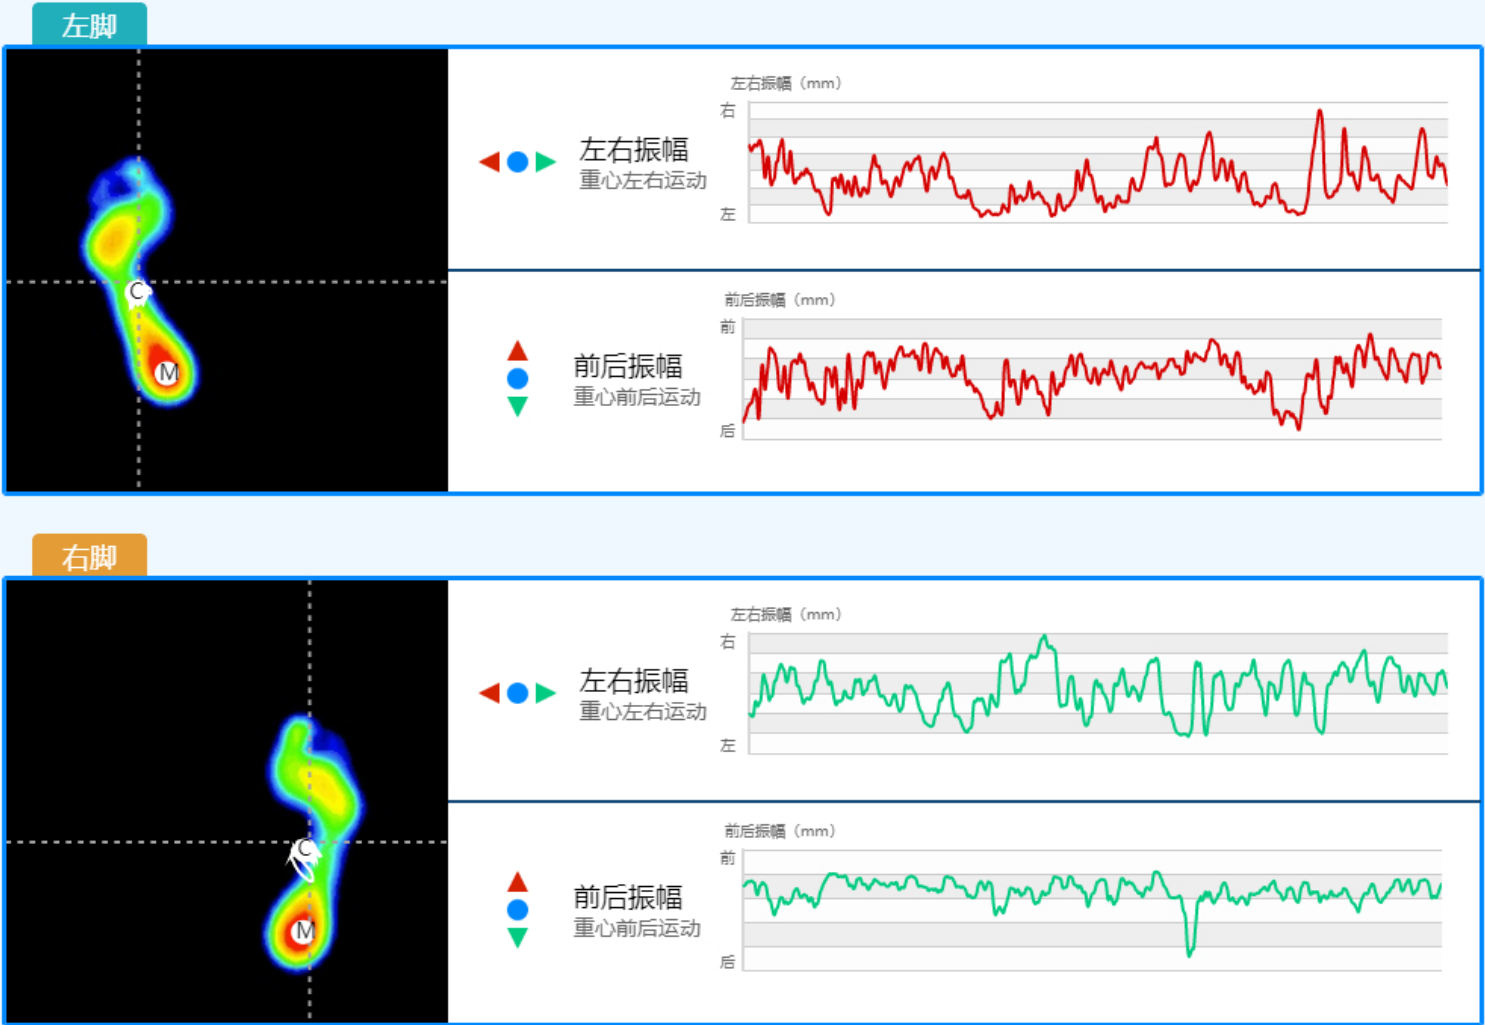 左脚
左右振幅（mm）
右
左
左右振幅
重心左右运动
C
M
前后振幅（mm）
前
后
前后振幅
重心前后运动
右脚
左右振幅（mm）
右
左
左右振幅
重心左右运动
C
M
前后振幅（mm）
前
后
前后振幅
重心前后运动